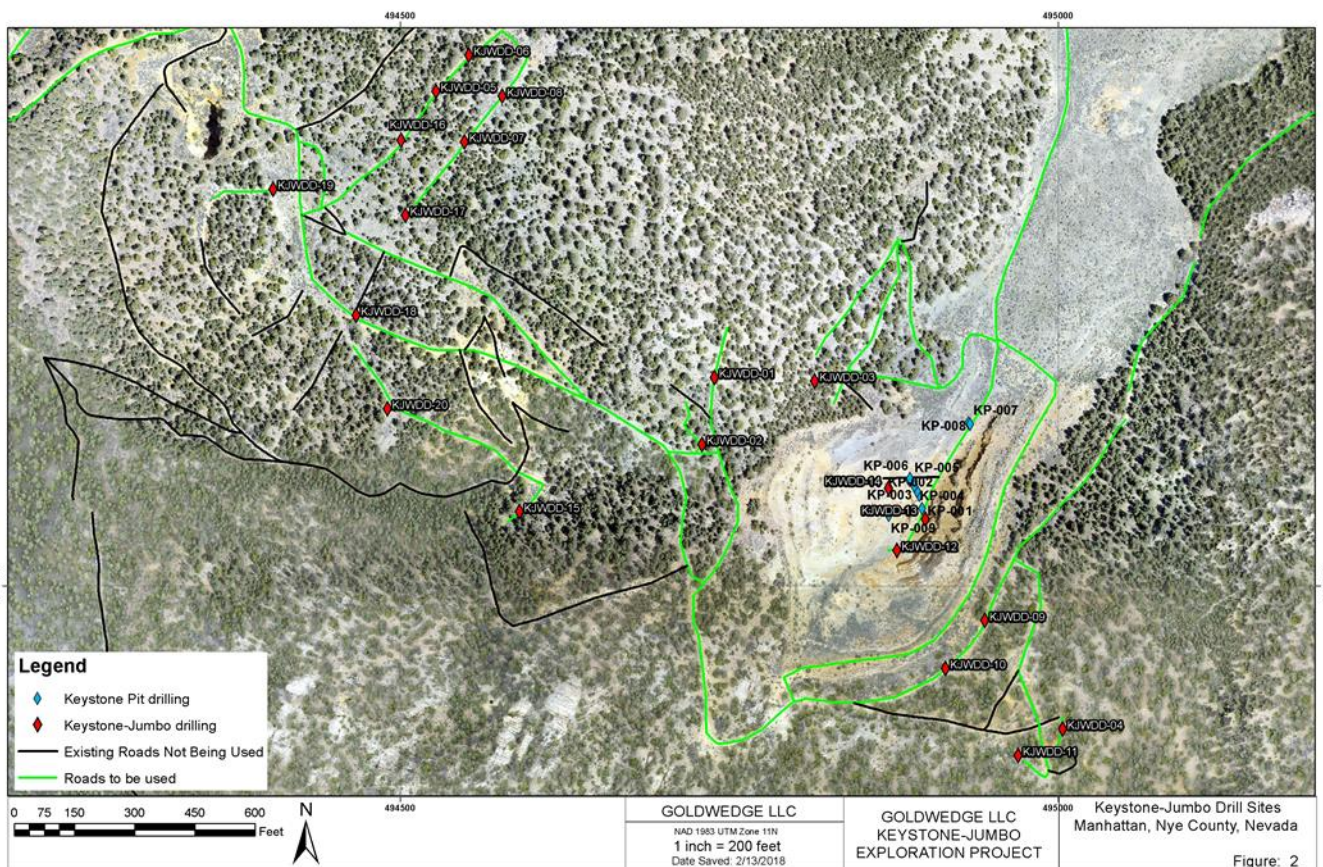 494500
495000
KJWDD-06
KJWDD-05
KJWDD-08
KJWDD-16
KJWDD-07
KJWDD-19
KJWDD-17
KJWDD-18
KJWDD-01
KJWDD-03
KJWDD-20
KP-007
KP-008
KJWDD-02
KP-006
KP-005
KJWDD-14
KP-002
KP-003
KP-004
KJWDD-15
KJWDD-13
KP-001
KP-009
KJWDD-12
KJWDD-09
KJWDD-10
KJWDD-04
KJWDD-11
Legend
Keystone Pit drilling
Keystone-Jumbo drilling
Existing Roads Not Being Used
Roads to be used
494500
495000
0 75 150 300 450 600
Feet
N
GOLDWEDGE LLC
NAD 1983 UTM Zone 11N
1 inch = 200 feet
Date Saved: 2/13/2018
GOLDWEDGE LLC
KEYSTONE-JUMBO
EXPLORATION PROJECT
Keystone-Jumbo Drill Sites
Manhattan, Nye County, Nevada
Figure: 2